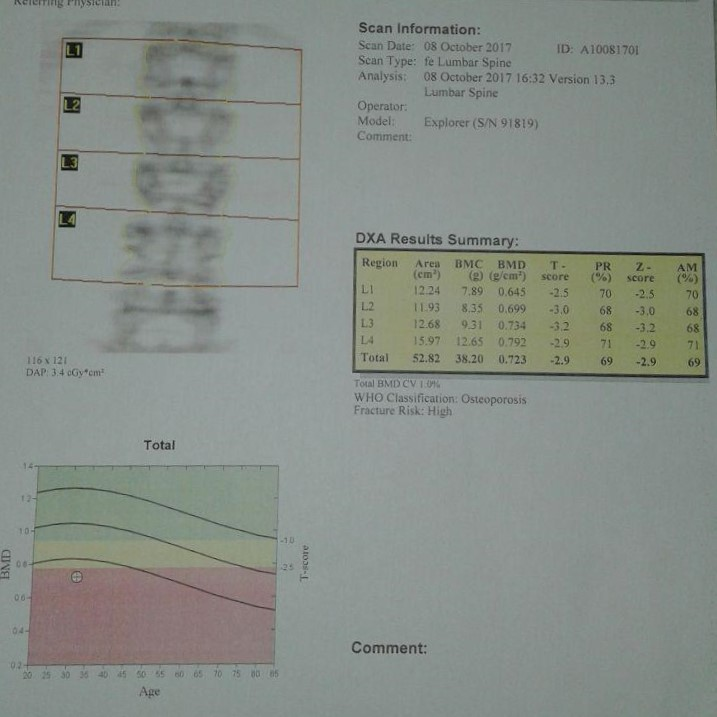 Referring Physician:
L1
L2
L3
L4
116 x 121
DAP: 3.4 cGy*cm²
Scan Information:
Scan Date: 08 October 2017 ID: A10081701
Scan Type: fe Lumbar Spine
Analysis: 08 October 2017 16:32 Version 13.3
Lumbar Spine
Operator:
Model: Explorer (S/N 91819)
Comment:
DXA Results Summary:
Region Area (cm²) BMC (g) BMD (g/cm²) T - score PR (%) Z - score AM (%)
L1 12.24 7.89 0.645 -2.5 70 -2.5 70
L2 11.93 8.35 0.699 -3.0 68 -3.0 68
L3 12.68 9.31 0.734 -3.2 68 -3.2 68
L4 15.97 12.65 0.792 -2.9 71 -2.9 71
Total 52.82 38.20 0.723 -2.9 69 -2.9 69
Total BMD CV 1.0%
WHO Classification: Osteoporosis
Fracture Risk: High
Total
1.4
1.2
1.0
0.8
0.6
0.4
0.2
BMD
-1.0
-2.5
T-score
20 25 30 35 40 45 50 55 60 65 70 75 80 85
Age
Comment: